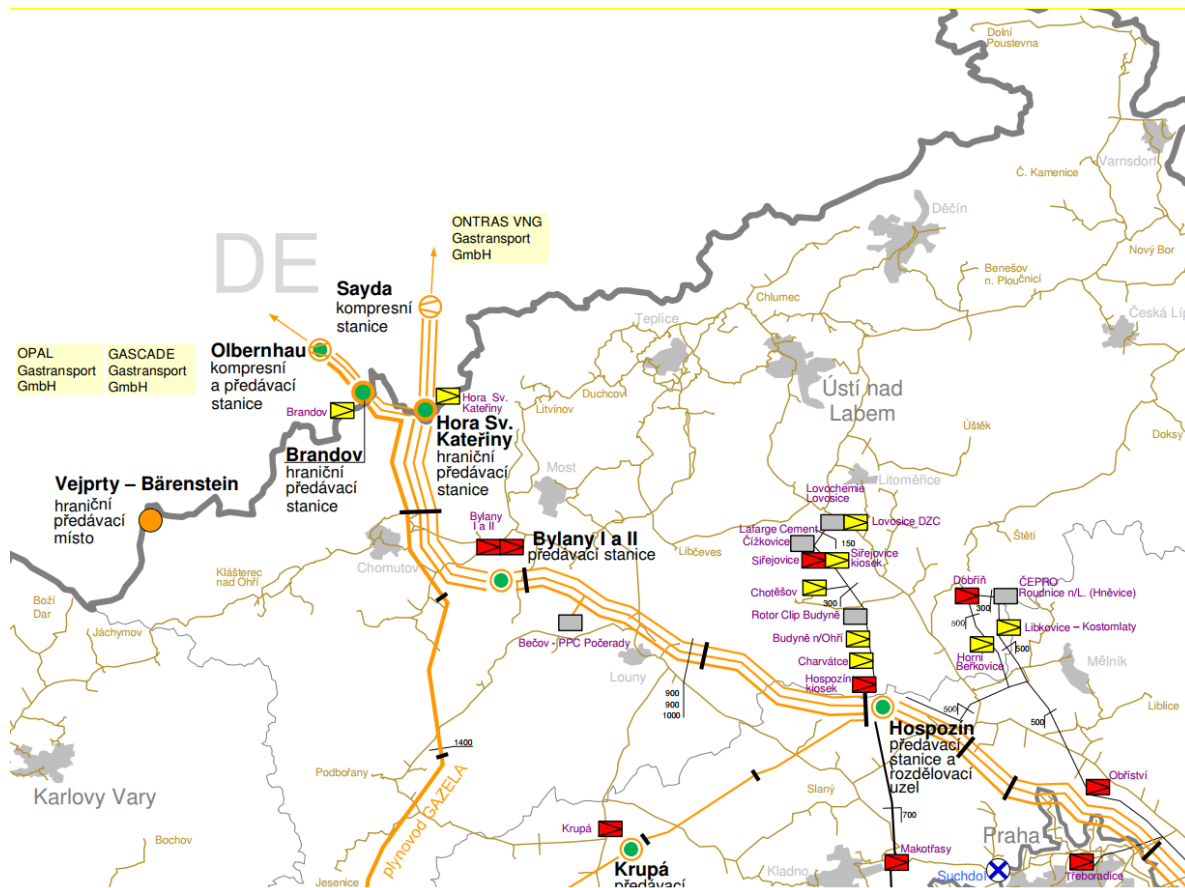 Dolní
Poustevna
Varnsdorf
Č. Kamenice
Děčín
ONTRAS VNG
Gastransport
GmbH
DE
Nový Bor
Benešov
n. Ploučnicí
Sayda
kompresní
stanice
Chlumec
Teplice
Česká Líp
Olbernhau
kompresní
a předávací
stanice
OPAL
Gastransport
GmbH
GASCADE
Gastransport
GmbH
Duchcov
Litvínov
Ústí nad
Labem
Brandov
Hora Sv.
Kateřiny
Hora Sv.
Kateřiny
hraniční
předávací
stanice
Úštěk
Doksy
Brandov
hraniční
předávací
stanice
Most
Litoměřice
Vejprty – Bärenstein
hraniční
předávací
místo
Lovochemie
Lovosice
Lovosice DZC
Lafarge Cement
Čížkovice
150
Bylany
I a II
Bylany I a II
předávací stanice
Libčeves
Štětí
Siřejovice
Siřejovice
kiosek
Chomutov
Klášterec
nad Ohří
Chotěšov
300
Dobříň
ČEPRO
Roudnice n/L. (Hněvice)
300
500
Boží
Dar
Jáchymov
Rotor Clip Budyně
Libkovice – Kostomlaty
Bečov - PPC Počerady
Budyně n/Ohří
500
Horní
Beřkovice
Mělník
Charvátce
Louny
Hospozín
kiosek
900
900
1000
500
500
Liblice
Hospozín
předávací
stanice a
rozdělovací
uzel
1400
Podbořany
Karlovy Vary
plynovod GAZELA
Slaný
Obříství
700
Krupá
Praha
Bochov
Makotřasy
Krupá
předávací
Kladno
Suchdol
Třeboradice
Jesenice